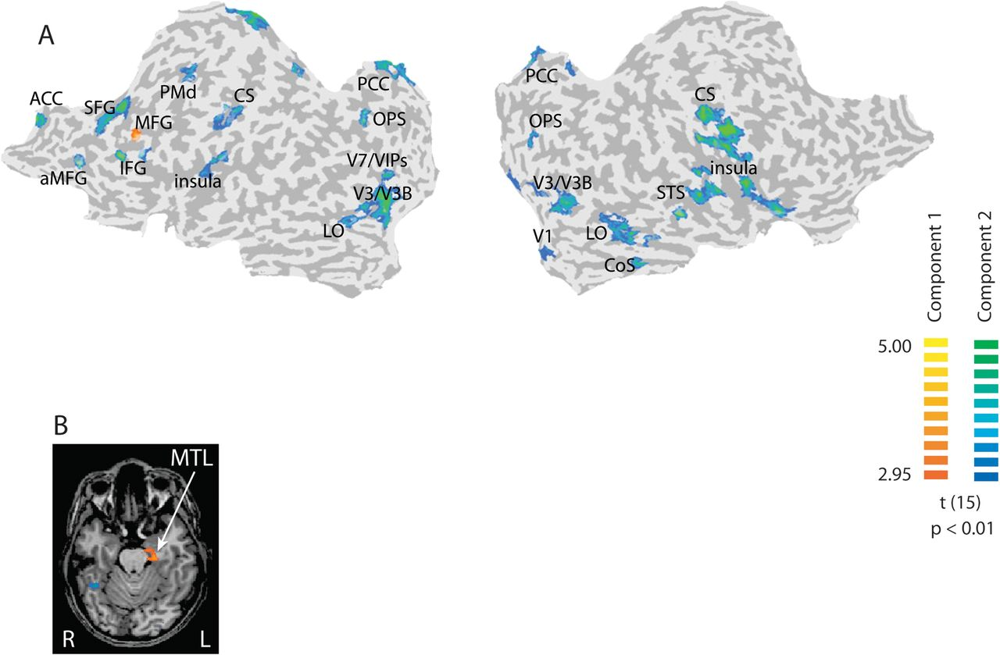 A
ACC
SFG
PMd
MFG
CS
PCC
OPS
aMFG
IFG
insula
V7/VIPs
V3/V3B
LO
PCC
OPS
V3/V3B
V1
LO
CoS
CS
insula
STS
Component 1
Component 2
5.00
2.95
t (15)
p < 0.01
B
MTL
R
L